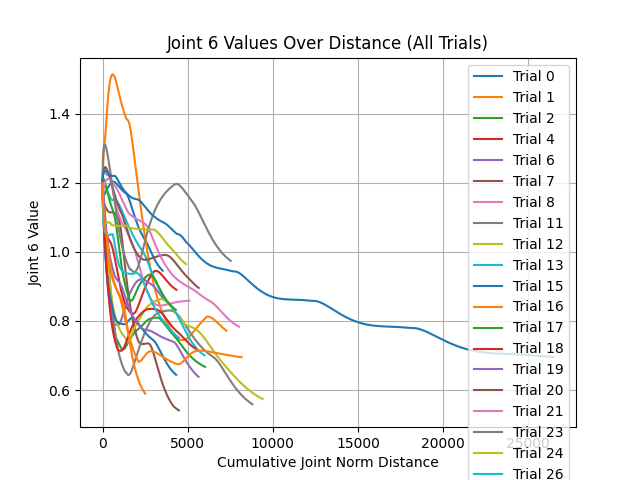 Joint 6 Values Over Distance (All Trials)
Joint 6 Value
1.4
1.2
1.0
0.8
0.6
0
5000
10000
15000
20000
25000
Cumulative Joint Norm Distance
Trial 0
Trial 1
Trial 2
Trial 4
Trial 6
Trial 7
Trial 8
Trial 11
Trial 12
Trial 13
Trial 15
Trial 16
Trial 17
Trial 18
Trial 19
Trial 20
Trial 21
Trial 23
Trial 24
Trial 26